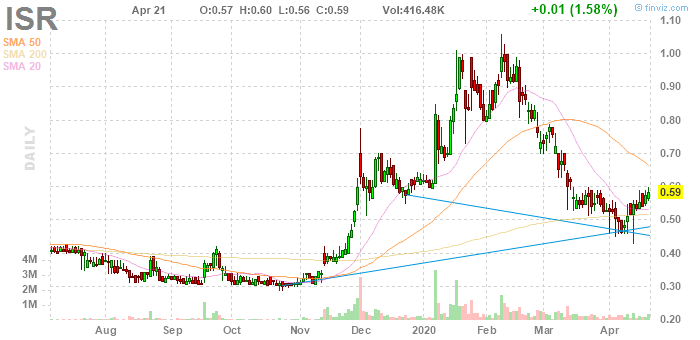 ISR
Apr 21
O:0.57 H:0.60 L:0.56 C:0.59
Vol:416.48K
+0.01 (1.58%)
© finviz.com
SMA 50
SMA 200
SMA 20
DAILY
1.10
1.00
0.90
0.80
0.70
0.60
0.59
0.50
0.40
0.30
0.20
4M
3M
2M
1M
Aug Sep Oct Nov Dec 2020 Feb Mar Apr